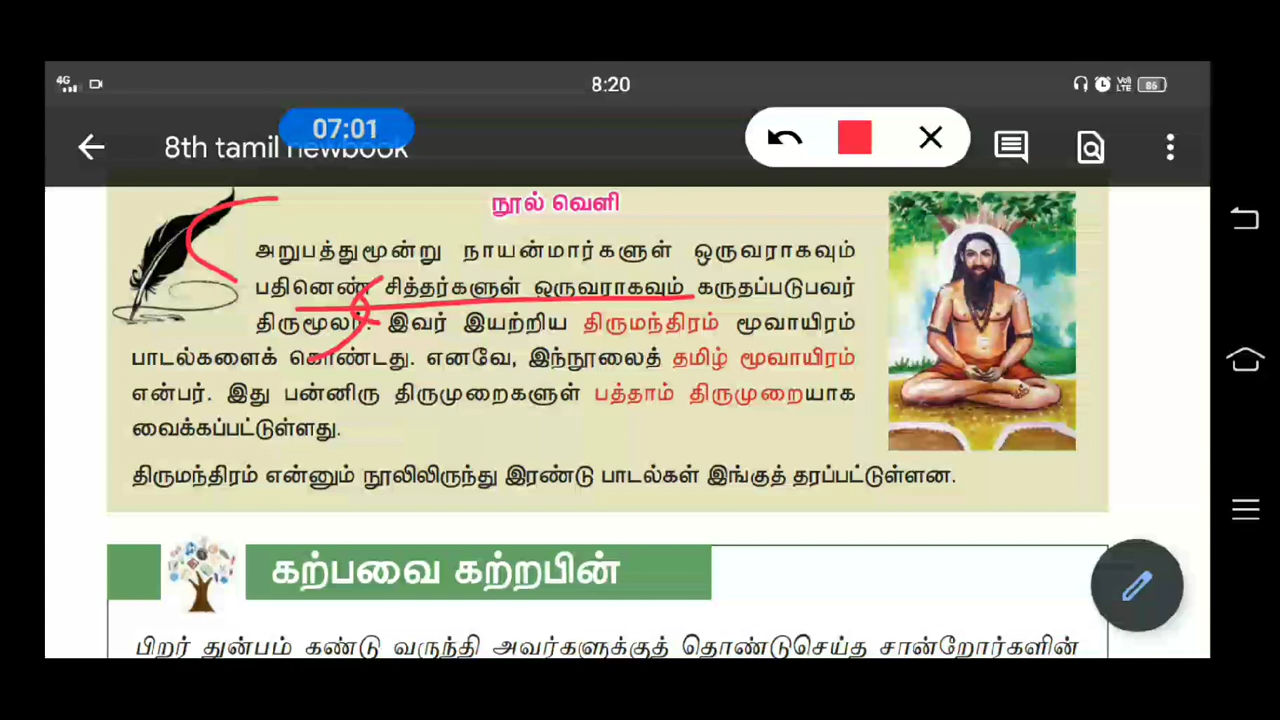 4G
8:20
VoLTE
86
07:01
8th tamil newbook
நூல் வெளி
அறுபத்துமூன்று நாயன்மார்களுள் ஒருவராகவும்
பதினெண் சித்தர்களுள் ஒருவராகவும் கருதப்படுபவர்
திருமூலர். இவர் இயற்றிய திருமந்திரம் மூவாயிரம்
பாடல்களைக் கொண்டது. எனவே, இந்நூலைத் தமிழ் மூவாயிரம்
என்பர். இது பன்னிரு திருமுறைகளுள் பத்தாம் திருமுறையாக
வைக்கப்பட்டுள்ளது.
திருமந்திரம் என்னும் நூலிலிருந்து இரண்டு பாடல்கள் இங்குத் தரப்பட்டுள்ளன.
கற்பவை கற்றபின்
பிறர் துன்பம் கண்டு வருந்தி அவர்களுக்குத் தொண்டுசெய்த சான்றோர்களின்